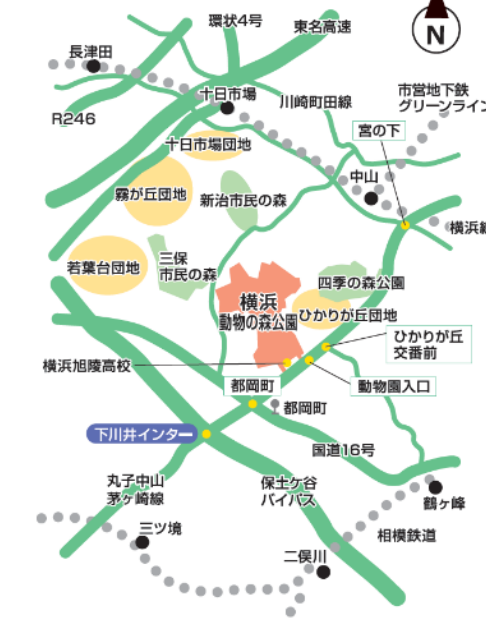 環状4号
東名高速
N
長津田
十日市場
川崎町田線
市営地下鉄
グリーンライン
R246
宮の下
十日市場団地
中山
霧が丘団地
新治市民の森
横浜線
三保
市民の森
若葉台団地
四季の森公園
横浜
動物の森公園
ひかりが丘団地
ひかりが丘
交番前
横浜旭陵高校
都岡町
動物園入口
都岡町
下川井インター
国道16号
丸子中山
茅ヶ崎線
保土ケ谷
バイパス
鶴ヶ峰
三ツ境
相模鉄道
二俣川